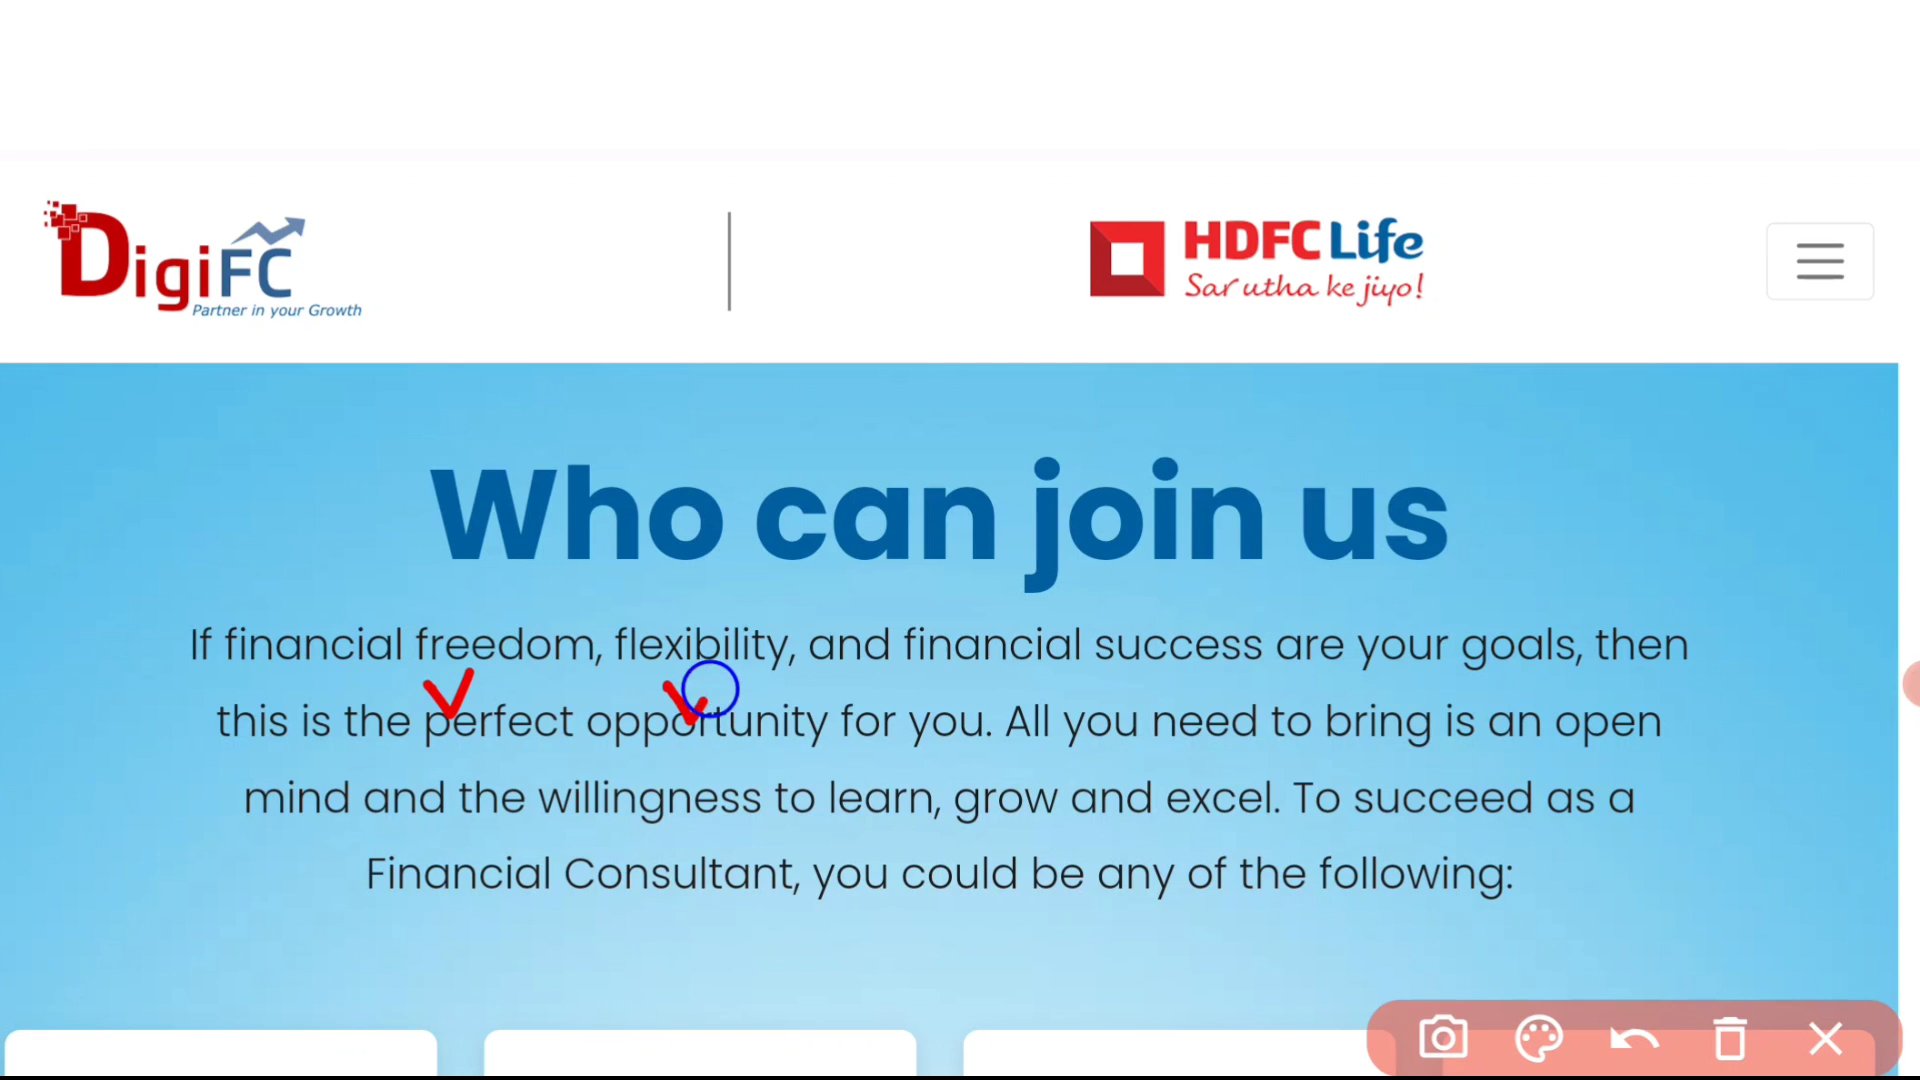 DigiFC
Partner in your Growth
HDFC Life
Sar utha ke jiyo!
Who can join us
If financial freedom, flexibility, and financial success are your goals, then
this is the perfect opportunity for you. All you need to bring is an open
mind and the willingness to learn, grow and excel. To succeed as a
Financial Consultant, you could be any of the following: